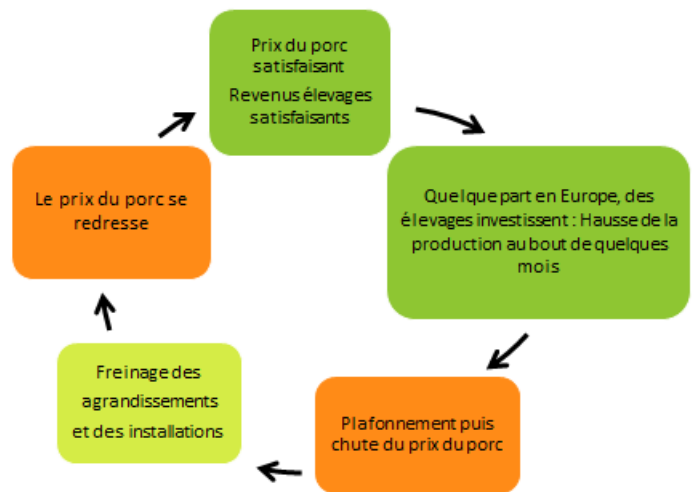 Prix du porc
satisfaisant
Revenus élevages
satisfaisants
Quelque part en Europe, des
élevages investissent : Hausse de la
production au bout de quelques
mois
Plafonnement puis
chute du prix du porc
Freinage des
agrandissements
et des installations
Le prix du porc se
redresse